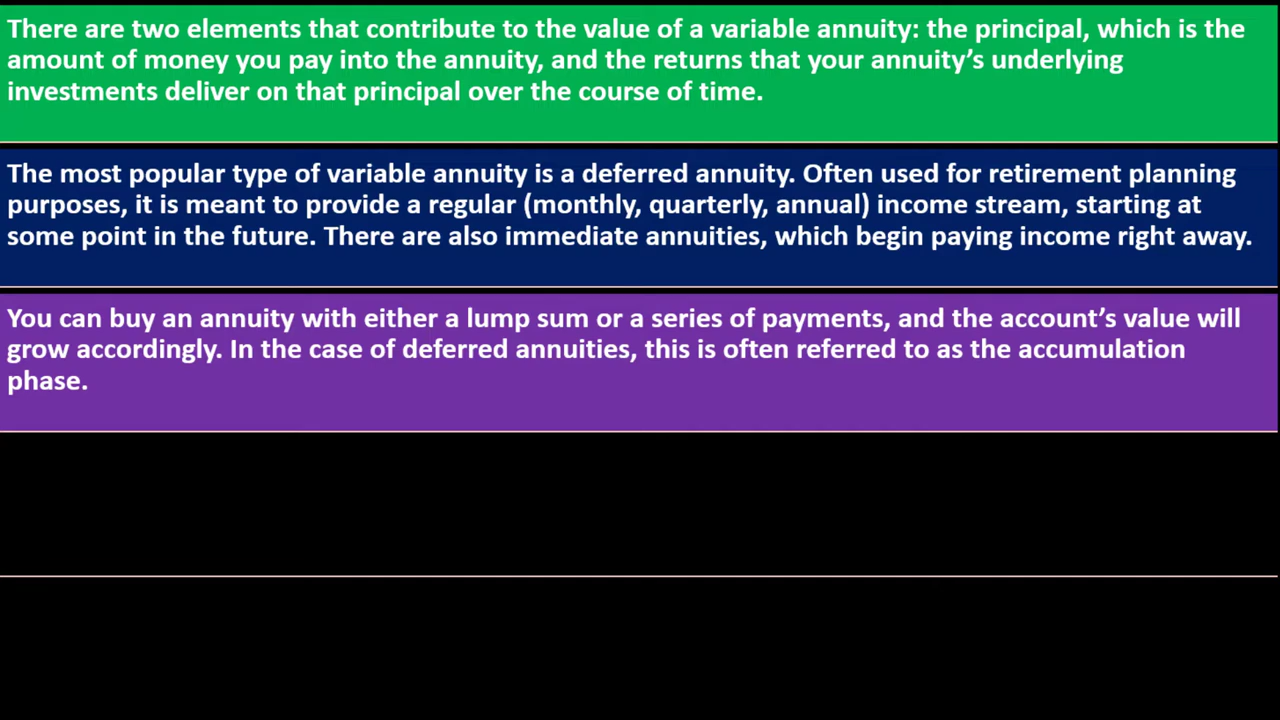 There are two elements that contribute to the value of a variable annuity: the principal, which is the
amount of money you pay into the annuity, and the returns that your annuity’s underlying
investments deliver on that principal over the course of time.
The most popular type of variable annuity is a deferred annuity. Often used for retirement planning
purposes, it is meant to provide a regular (monthly, quarterly, annual) income stream, starting at
some point in the future. There are also immediate annuities, which begin paying income right away.
You can buy an annuity with either a lump sum or a series of payments, and the account’s value will
grow accordingly. In the case of deferred annuities, this is often referred to as the accumulation
phase.